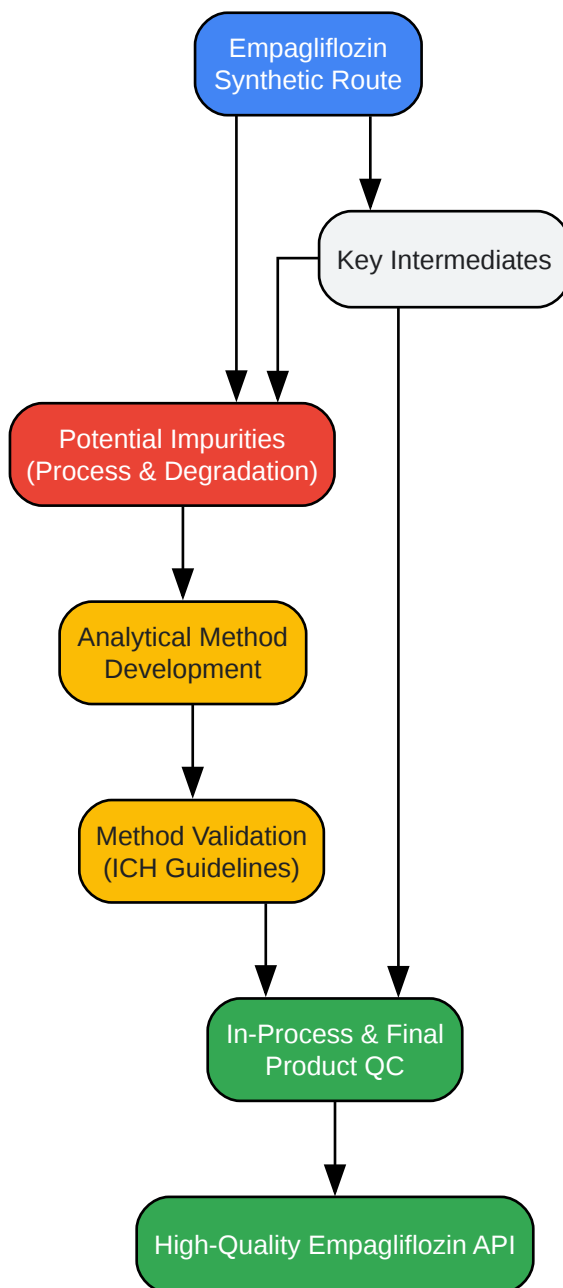 Empagliflozin
Synthetic Route
Key Intermediates
Potential Impurities
(Process & Degradation)
Analytical Method
Development
Method Validation
(ICH Guidelines)
In-Process & Final
Product QC
High-Quality Empagliflozin API